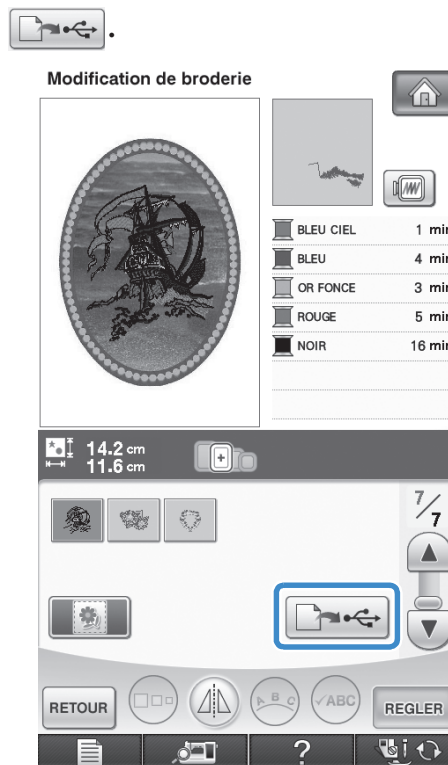 .
Modification de broderie
BLEU CIEL 1 min
BLEU 4 min
OR FONCE 3 min
ROUGE 5 min
NOIR 16 min
14.2 cm
11.6 cm
7/7
RETOUR
A B C
✓ABC
REGLER
?